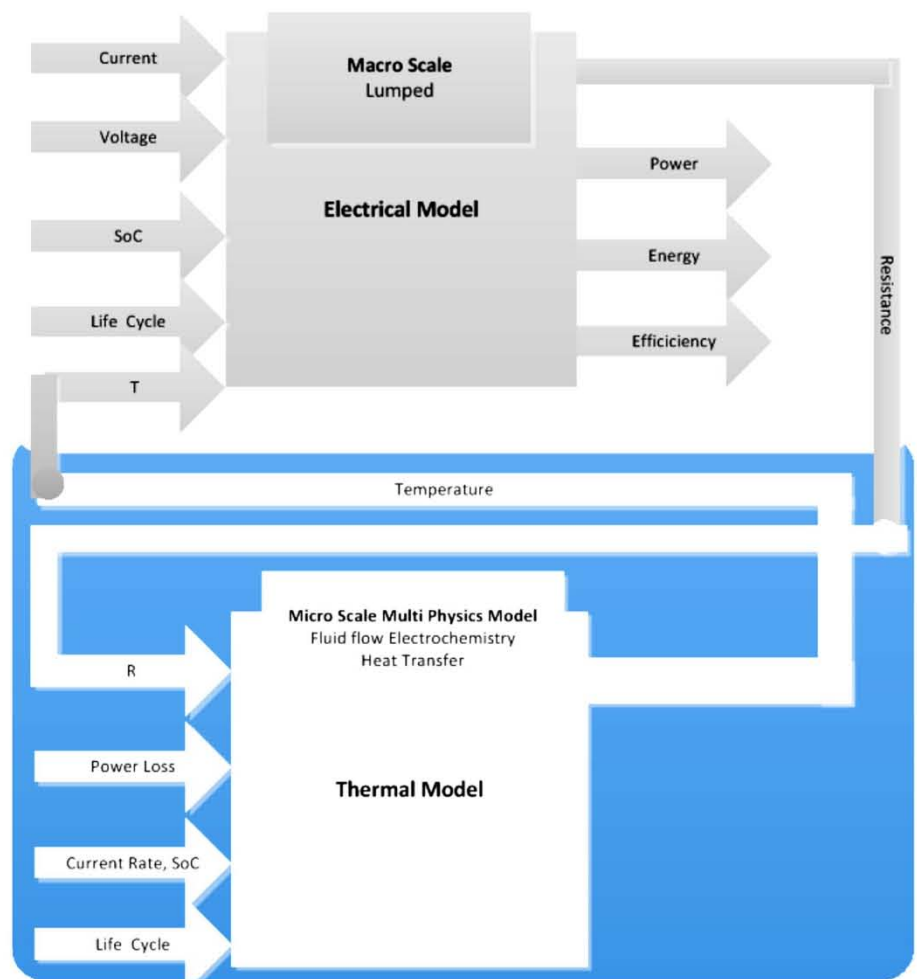 Current
Macro Scale
Lumped
Voltage
Power
Electrical Model
SoC
Energy
Resistance
Life Cycle
Efficiciency
T
Temperature
Micro Scale Multi Physics Model
Fluid flow Electrochemistry
Heat Transfer
R
Power Loss
Thermal Model
Current Rate, SoC
Life Cycle